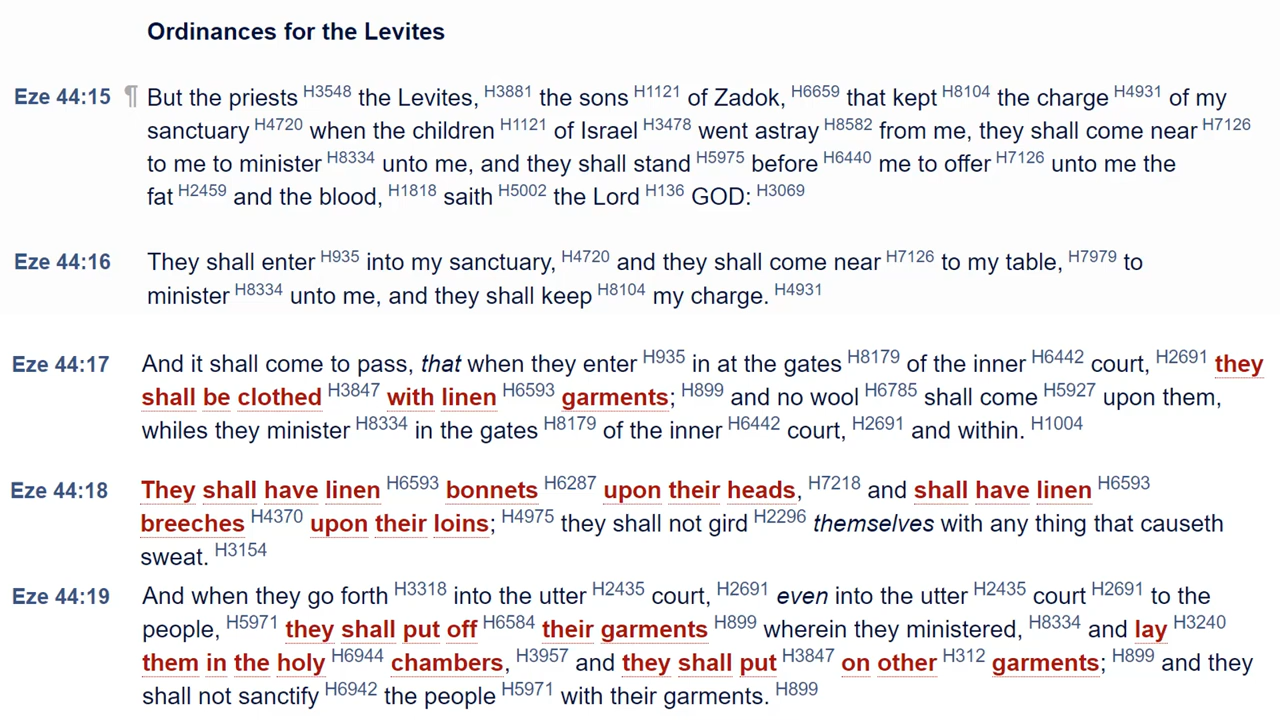 Ordinances for the Levites
Eze 44:15 ¶ But the priests H3548 the Levites, H3881 the sons H1121 of Zadok, H6659 that kept H8104 the charge H4931 of my
sanctuary H4720 when the children H1121 of Israel H3478 went astray H8582 from me, they shall come near H7126
to me to minister H8334 unto me, and they shall stand H5975 before H6440 me to offer H7126 unto me the
fat H2459 and the blood, H1818 saith H5002 the Lord H136 GOD: H3069
Eze 44:16 They shall enter H935 into my sanctuary, H4720 and they shall come near H7126 to my table, H7979 to
minister H8334 unto me, and they shall keep H8104 my charge. H4931
Eze 44:17 And it shall come to pass, that when they enter H935 in at the gates H8179 of the inner H6442 court, H2691 they
shall be clothed H3847 with linen H6593 garments; H899 and no wool H6785 shall come H5927 upon them,
whiles they minister H8334 in the gates H8179 of the inner H6442 court, H2691 and within. H1004
Eze 44:18 They shall have linen H6593 bonnets H6287 upon their heads, H7218 and shall have linen H6593
breeches H4370 upon their loins; H4975 they shall not gird H2296 themselves with any thing that causeth
sweat. H3154
Eze 44:19 And when they go forth H3318 into the utter H2435 court, H2691 even into the utter H2435 court H2691 to the
people, H5971 they shall put off H6584 their garments H899 wherein they ministered, H8334 and lay H3240
them in the holy H6944 chambers, H3957 and they shall put H3847 on other H312 garments; H899 and they
shall not sanctify H6942 the people H5971 with their garments. H899